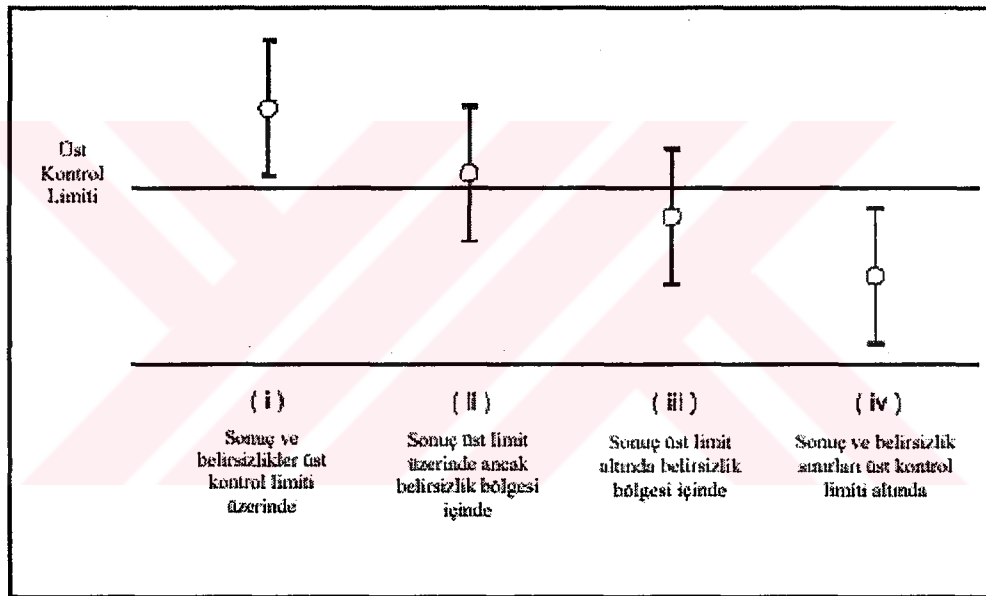 Üst
Kontrol
Limiti
( i )
Sonuç ve
belirsizlikler üst
kontrol limiti
üzerinde
( ii )
Sonuç üst limit
üzerinde ancak
belirsizlik bölgesi
içinde
( iii )
Sonuç üst limit
altında belirsizlik
bölgesi içinde
( iv )
Sonuç ve belirsizlik
sınırları üst kontrol
limiti altında